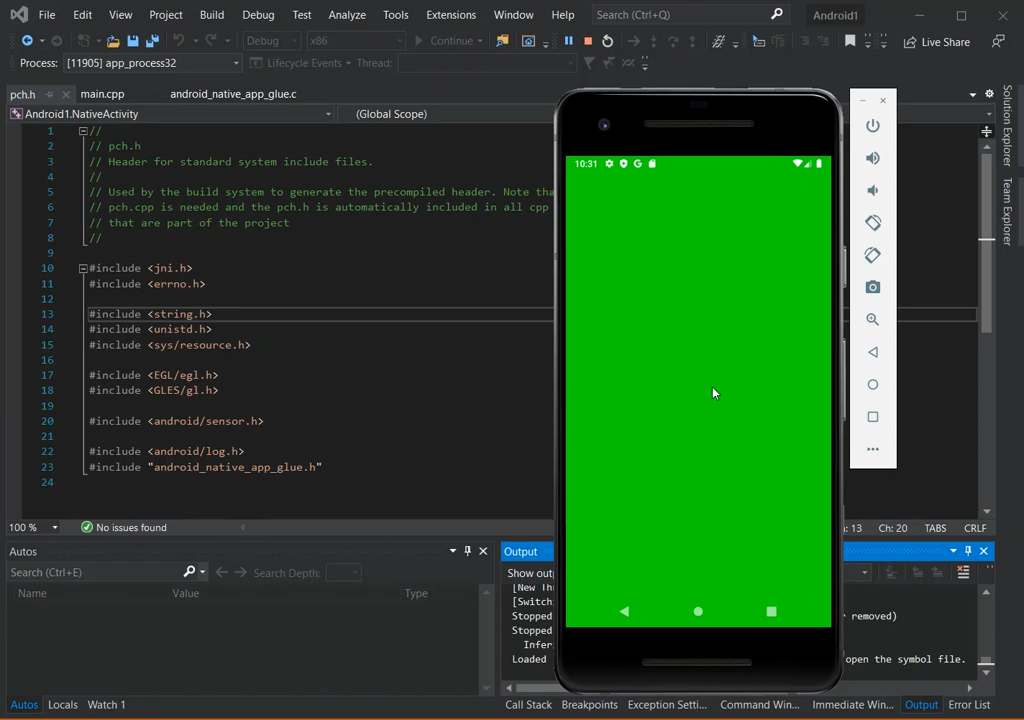 File Edit View Project Build Debug Test Analyze Tools Extensions Window Help Search (Ctrl+Q) Android1
Debug x86 Continue Live Share
Process: [11905] app_process32 Lifecycle Events Thread:
pch.h main.cpp android_native_app_glue.c
Android1.NativeActivity (Global Scope)
1 //
2 // pch.h
3 // Header for standard system include files.
4 //
5 // Used by the build system to generate the precompiled header. Note tha
6 // pch.cpp is needed and the pch.h is automatically included in all cpp
7 // that are part of the project
8 //
9
10 #include <jni.h>
11 #include <errno.h>
12
13 #include <string.h>
14 #include <unistd.h>
15 #include <sys/resource.h>
16
17 #include <EGL/egl.h>
18 #include <GLES/gl.h>
19
20 #include <android/sensor.h>
21
22 #include <android/log.h>
23 #include "android_native_app_glue.h"
24
10:31
Solution Explorer
Team Explorer
100 % No issues found : 13 Ch: 20 TABS CRLF
Autos
Search (Ctrl+E) Search Depth:
Name Value Type
Output
Show out
[New Th
[Switch
Stopped removed)
Stopped
Infer
Loaded open the symbol file.
Autos Locals Watch 1
Call Stack Breakpoints Exception Setti... Command Win... Immediate Win... Output Error List